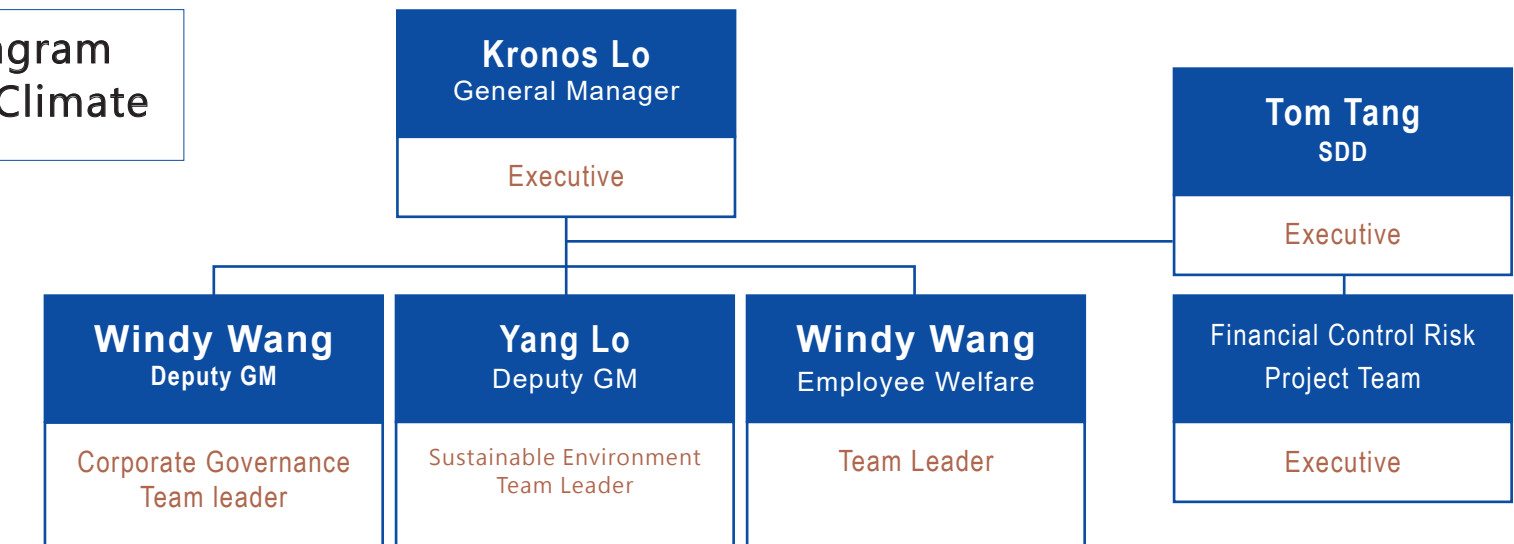 Climate
Kronos Lo
General Manager
Executive
Tom Tang
SDD
Executive
Windy Wang
Deputy GM
Corporate Governance
Team leader
Yang Lo
Deputy GM
Sustainable Environment
Team Leader
Windy Wang
Employee Welfare
Team Leader
Financial Control Risk
Project Team
Executive